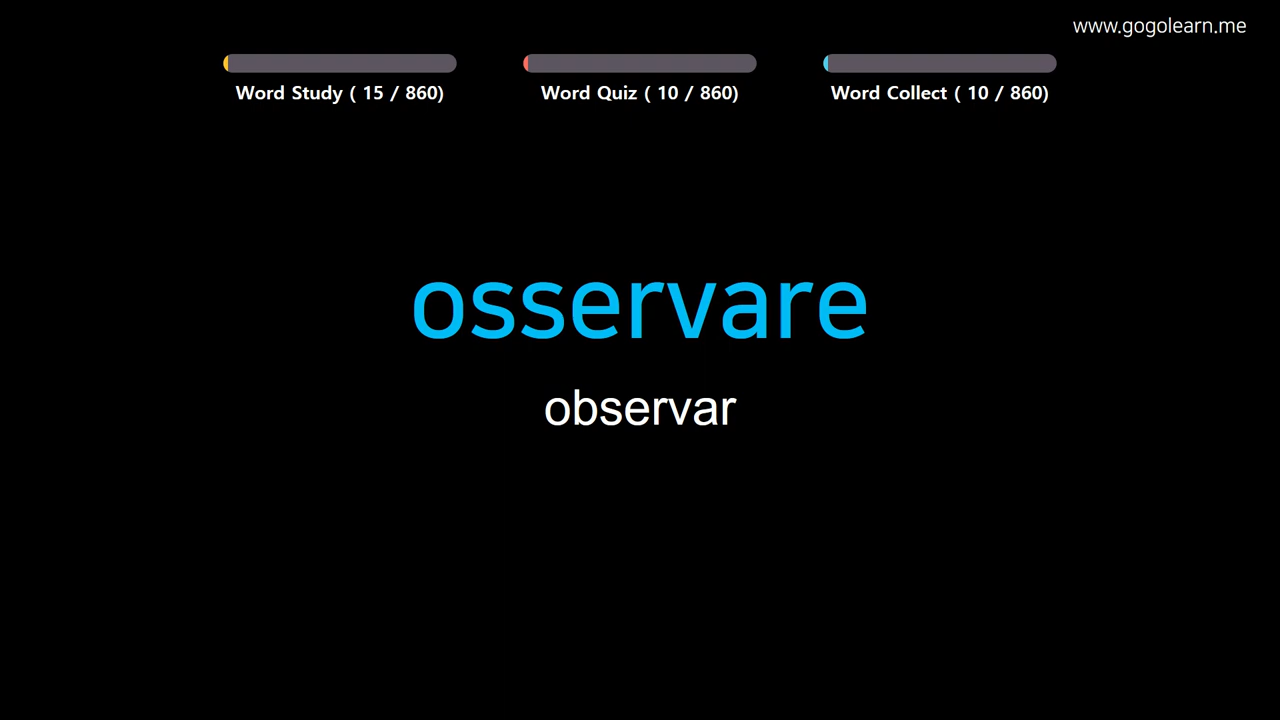 www.gogolearn.me
Word Study ( 15 / 860)
Word Quiz ( 10 / 860)
Word Collect ( 10 / 860)
osservare
observar